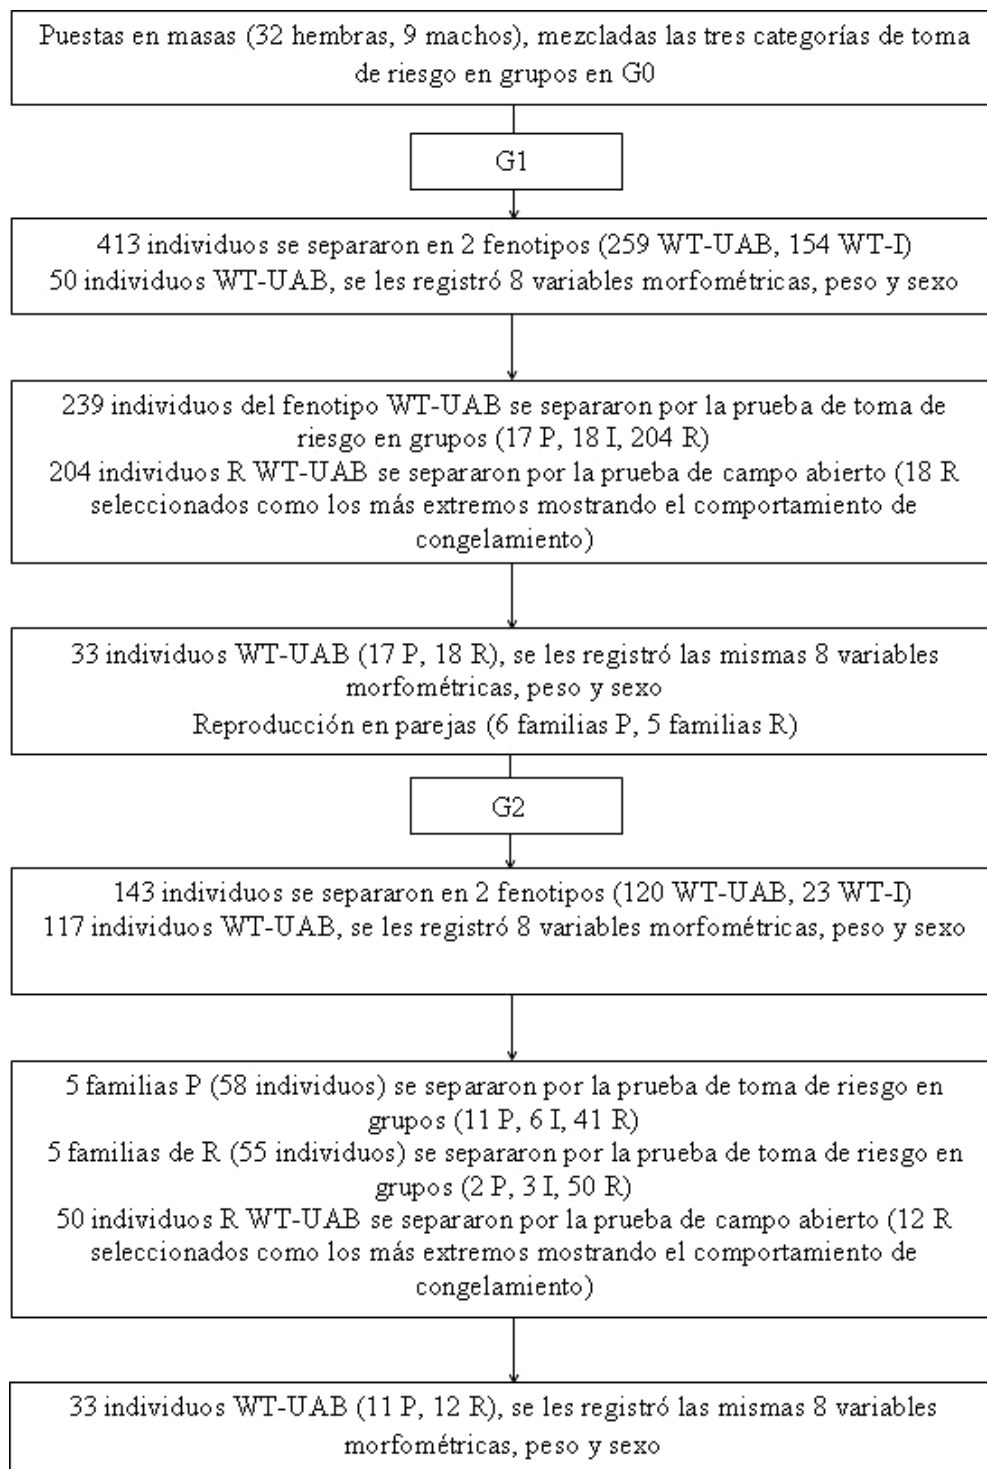 Puestas en masas (32 hembras, 9 machos), mezcladas las tres categorías de toma
de riesgo en grupos en G0
G1
413 individuos se separaron en 2 fenotipos (259 WT-UAB, 154 WT-I)
50 individuos WT-UAB, se les registró 8 variables morfométricas, peso y sexo
239 individuos del fenotipo WT-UAB se separaron por la prueba de toma de
riesgo en grupos (17 P, 18 I, 204 R)
204 individuos R WT-UAB se separaron por la prueba de campo abierto (18 R
seleccionados como los más extremos mostrando el comportamiento de
congelamiento)
33 individuos WT-UAB (17 P, 18 R), se les registró las mismas 8 variables
morfométricas, peso y sexo
Reproducción en parejas (6 familias P, 5 familias R)
G2
143 individuos se separaron en 2 fenotipos (120 WT-UAB, 23 WT-I)
117 individuos WT-UAB, se les registró 8 variables morfométricas, peso y sexo
5 familias P (58 individuos) se separaron por la prueba de toma de riesgo en
grupos (11 P, 6 I, 41 R)
5 familias de R (55 individuos) se separaron por la prueba de toma de riesgo en
grupos (2 P, 3 I, 50 R)
50 individuos R WT-UAB se separaron por la prueba de campo abierto (12 R
seleccionados como los más extremos mostrando el comportamiento de
congelamiento)
33 individuos WT-UAB (11 P, 12 R), se les registró las mismas 8 variables
morfométricas, peso y sexo